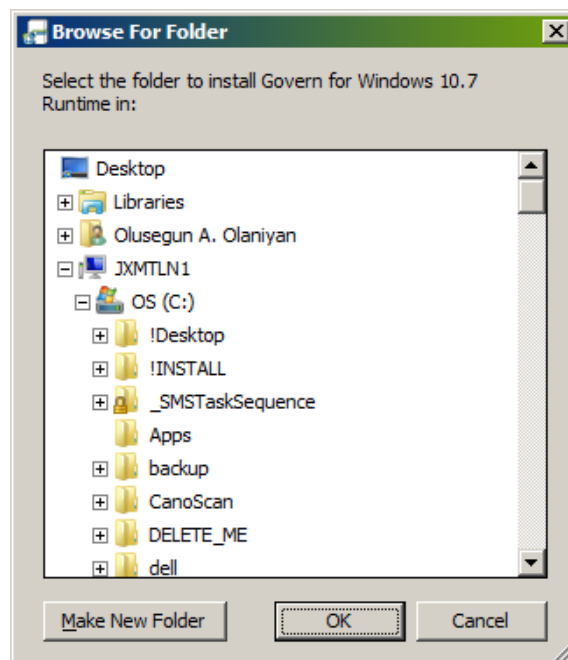 Browse For Folder
Select the folder to install Govern for Windows 10.7
Runtime in:
Desktop
Libraries
Olusegun A. Olaniyan
JXMTLN1
OS (C:)
!Desktop
!INSTALL
_SMSTaskSequence
Apps
backup
CanoScan
DELETE_ME
dell
Make New Folder OK Cancel